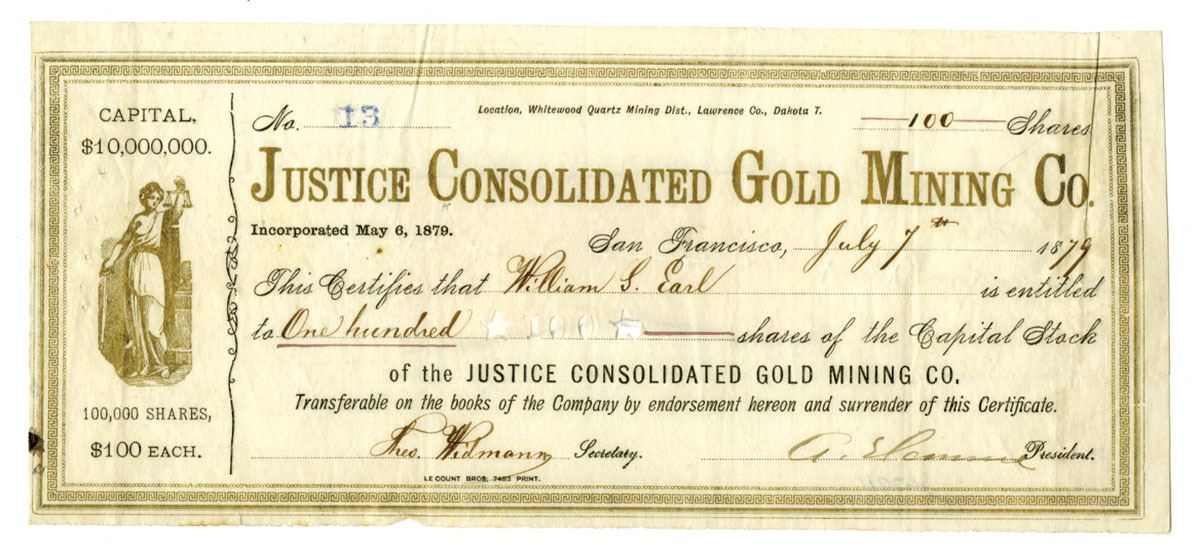 CAPITAL,
$10,000,000.
100,000 SHARES,
$100 EACH.
No. 13
Location, Whitewood Quartz Mining Dist., Lawrence Co., Dakota T.
100 Shares
JUSTICE CONSOLIDATED GOLD MINING CO.
Incorporated May 6, 1879.
San Francisco, July 7th 1879
This Certifies that William S. Earl is entitled
to One hundred ★ 100 ★ shares of the Capital Stock
of the JUSTICE CONSOLIDATED GOLD MINING CO.
Transferable on the books of the Company by endorsement hereon and surrender of this Certificate.
Theo. Widmann Secretary. President.
LE COUNT BROS; PRINT.